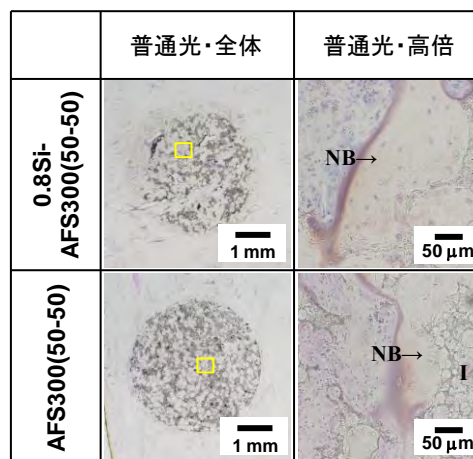 普通光・全体
普通光・高倍
0.8Si-
AFS300(50-50)
NB→
1 mm
50 μm
AFS300(50-50)
NB→
I
1 mm
50 μm